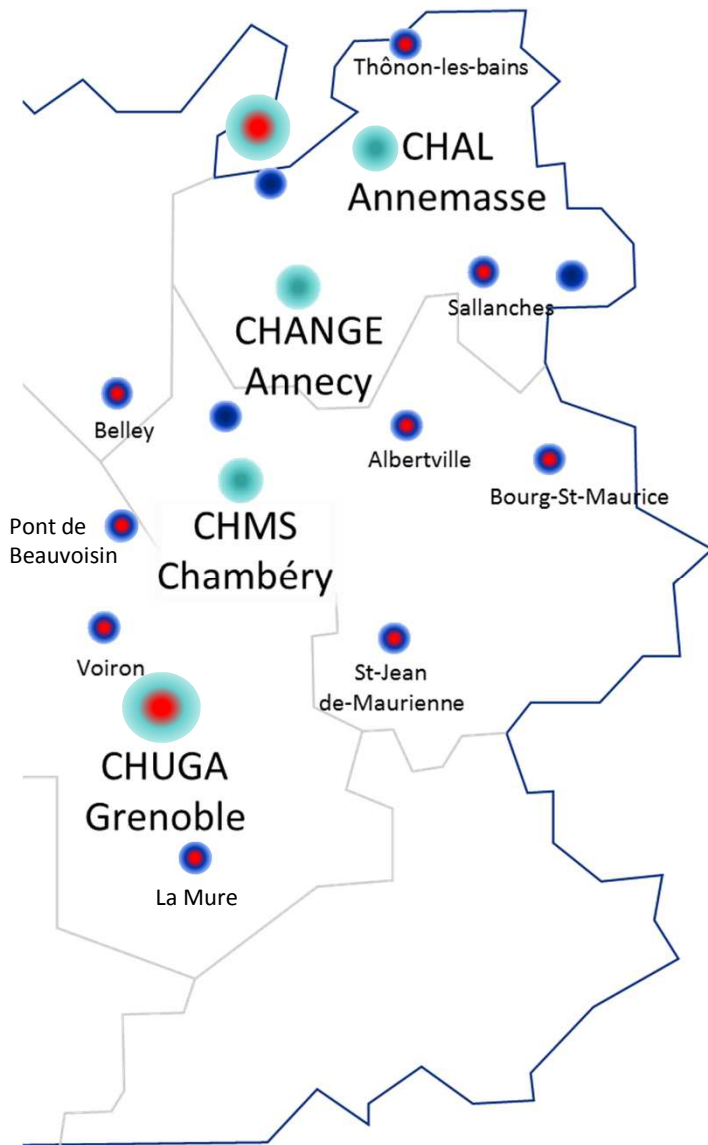 Thônon-les-bains
CHAL
Annemasse
Sallanches
CHANGE
Annecy
Belley
Albertville
Bourg-St-Maurice
Pont de
Beauvoisin
CHMS
Chambéry
Voiron
St-Jean
de-Maurienne
CHUGA
Grenoble
La Mure